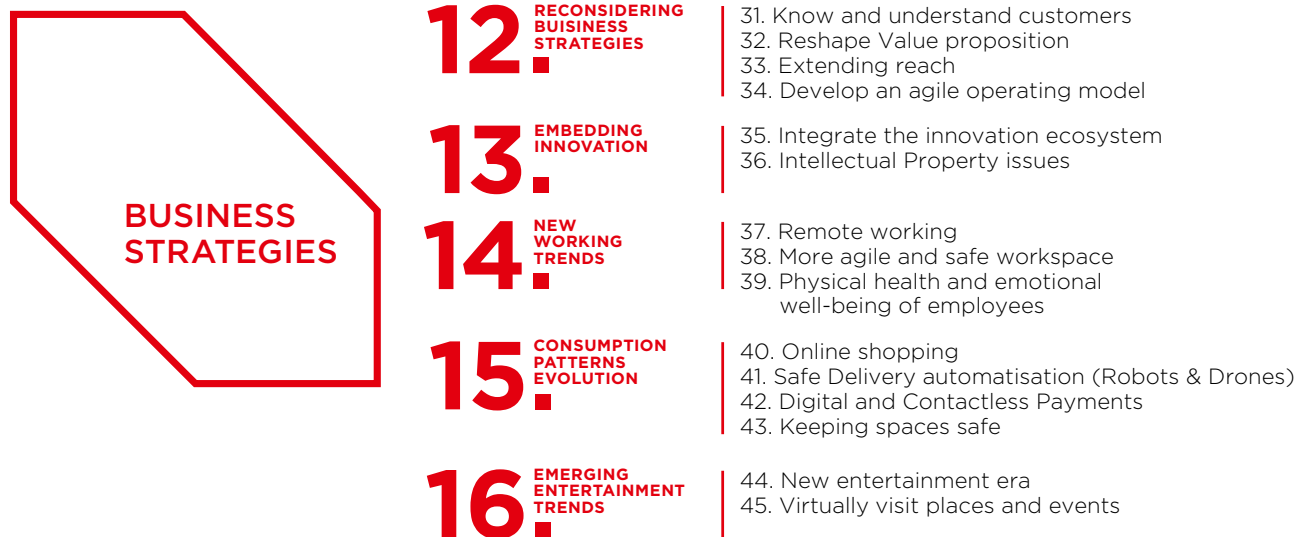 BUSINESS
STRATEGIES
12.
RECONSIDERING
BUISINESS
STRATEGIES
31. Know and understand customers
32. Reshape Value proposition
33. Extending reach
34. Develop an agile operating model
13.
EMBEDDING
INNOVATION
35. Integrate the innovation ecosystem
36. Intellectual Property issues
14.
NEW
WORKING
TRENDS
37. Remote working
38. More agile and safe workspace
39. Physical health and emotional
well-being of employees
15.
CONSUMPTION
PATTERNS
EVOLUTION
40. Online shopping
41. Safe Delivery automatisation (Robots & Drones)
42. Digital and Contactless Payments
43. Keeping spaces safe
16.
EMERGING
ENTERTAINMENT
TRENDS
44. New entertainment era
45. Virtually visit places and events